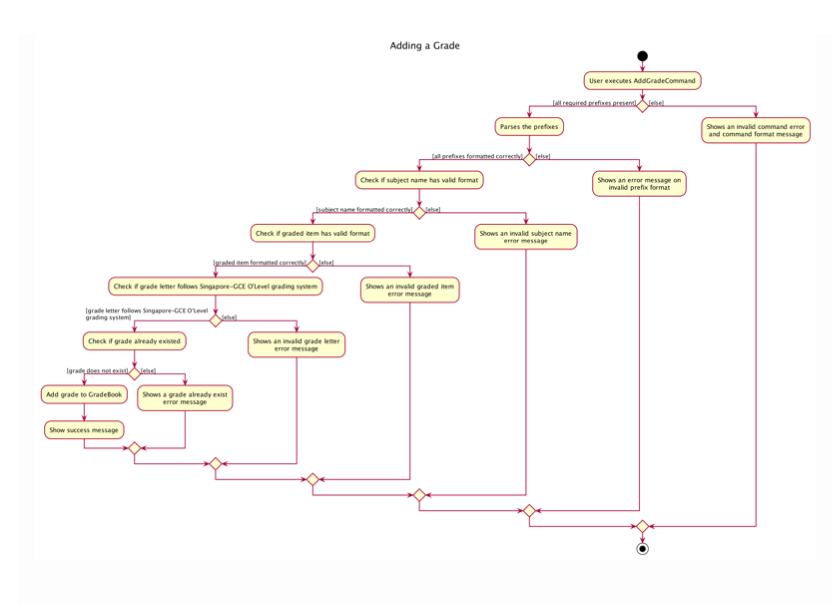 Adding a Grade
User executes AddGradeCommand
[all required prefixes present]
[else]
Parses the prefixes
Shows an invalid command error
and command format message
[all prefixes formatted correctly]
[else]
Check if subject name has valid format
Shows an error message on
invalid prefix format
[subject name formatted correctly]
[else]
Check if graded item has valid format
Shows an invalid subject name
error message
[graded item formatted correctly]
[else]
Check if grade letter follows Singapore-GCE O'Level grading system
Shows an invalid graded item
error message
[grade letter follows Singapore-GCE O'Level
grading system]
[else]
Check if grade already existed
Shows an invalid grade letter
error message
[grade does not exist]
[else]
Add grade to GradeBook
Shows a grade already exist
error message
Show success message